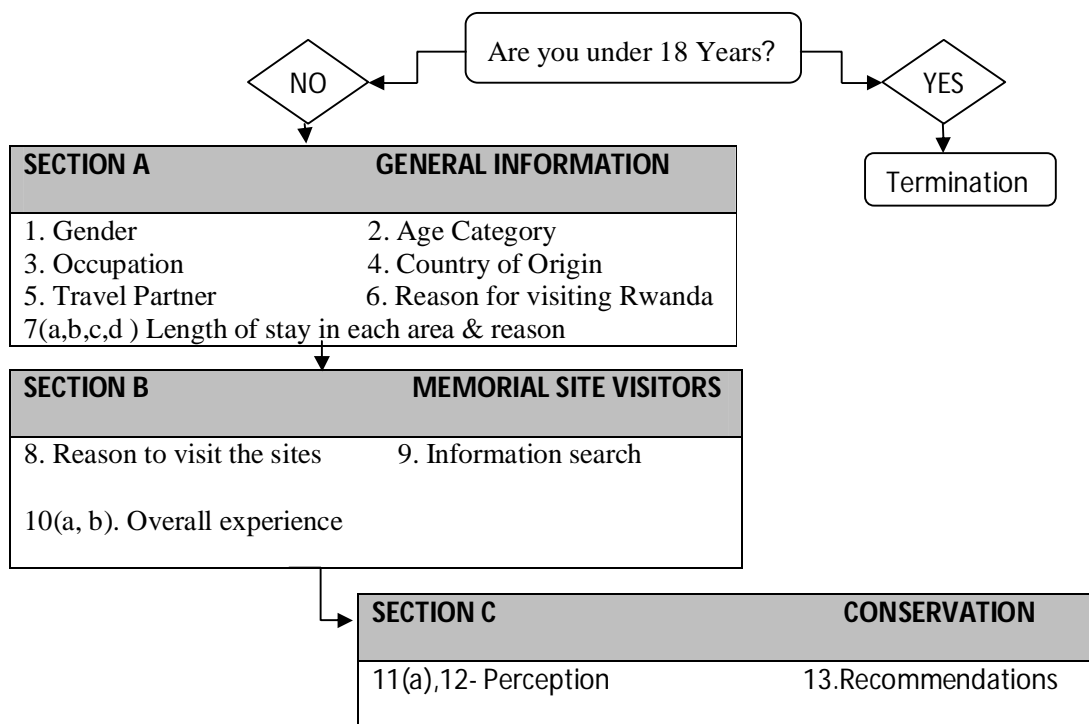 Are you under 18 Years?
NO
YES
Termination
SECTION A GENERAL INFORMATION
1. Gender 2. Age Category
3. Occupation 4. Country of Origin
5. Travel Partner 6. Reason for visiting Rwanda
7(a,b,c,d ) Length of stay in each area & reason
SECTION B MEMORIAL SITE VISITORS
8. Reason to visit the sites 9. Information search
10(a, b). Overall experience
SECTION C CONSERVATION
11(a),12- Perception 13.Recommendations